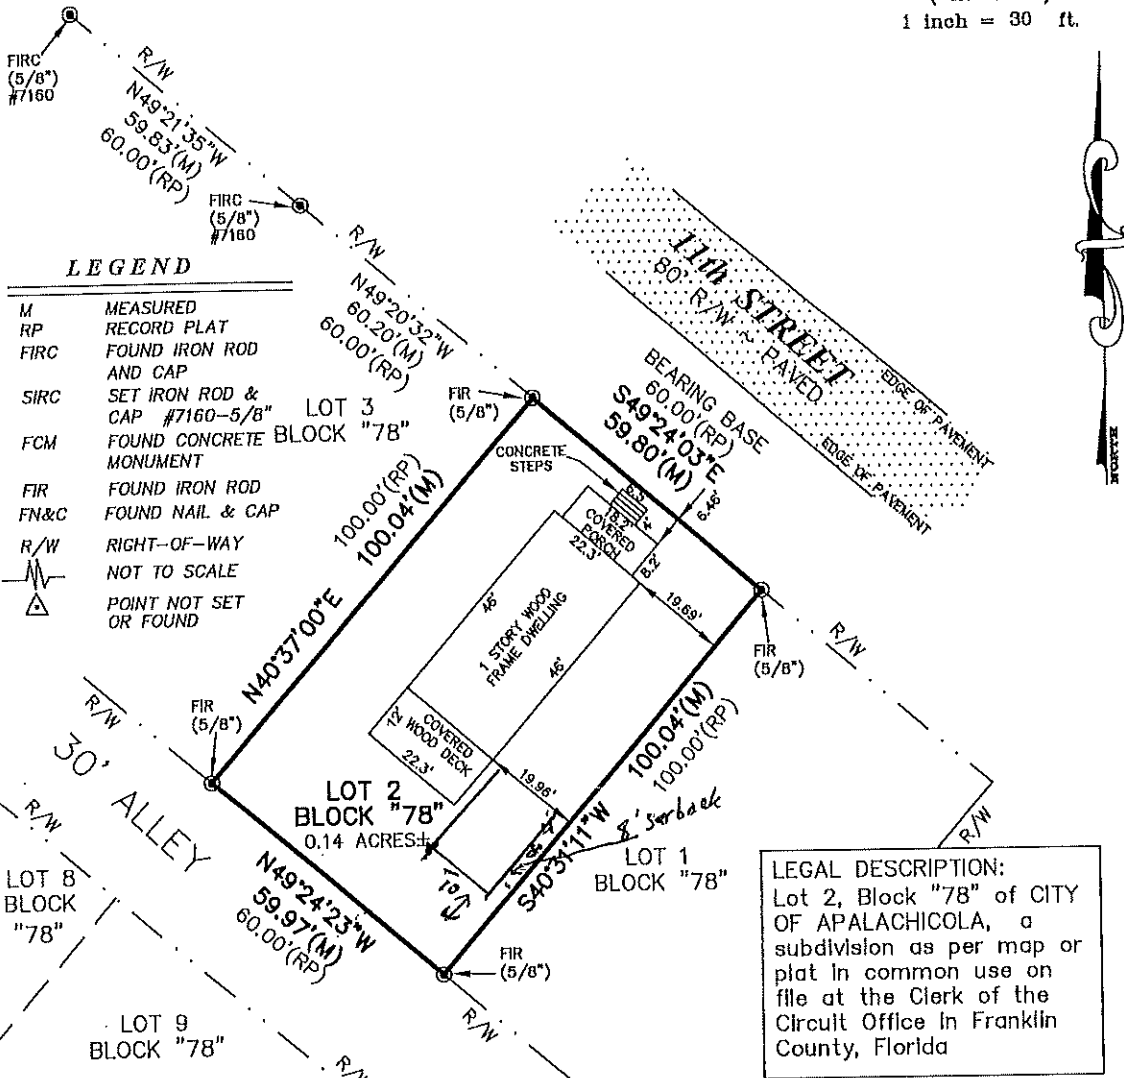 1 inch = 30 ft.
FIRC
(5/8")
#7160
R/W
N49°21'35"W
59.83'(M)
60.00'(RP)
FIRC
(5/8")
#7160
R/W
N49°20'32"W
60.20'(M)
60.00'(RP)
11th STREET
80' R/W ~ PAVED
EDGE OF PAVEMENT
EDGE OF PAVEMENT
NORTH
LEGEND
M MEASURED
RP RECORD PLAT
FIRC FOUND IRON ROD
AND CAP
SIRC SET IRON ROD &
CAP #7160-5/8"
FCM FOUND CONCRETE
MONUMENT
FIR FOUND IRON ROD
FN&C FOUND NAIL & CAP
R/W RIGHT-OF-WAY
NOT TO SCALE
POINT NOT SET
OR FOUND
LOT 3
BLOCK "78"
FIR
(5/8")
BEARING BASE
60.00'(RP)
S49°24'03"E
59.80'(M)
CONCRETE
STEPS
6.3'
4'
18.2'
COVERED
PORCH
22.3'
8.2'
6.46'
19.69'
100.00'(RP)
100.04'(M)
N40°37'00"E
46'
1 STORY WOOD
FRAME DWELLING
46'
FIR
(5/8")
R/W
R/W
FIR
(5/8")
12'
COVERED
WOOD DECK
22.3'
19.96'
100.04'(M)
100.00'(RP)
S40°31'11"W
30' ALLEY
LOT 2
BLOCK "78"
0.14 ACRES±
8' setback
10'
LOT 1
BLOCK "78"
R/W
R/W
N49°24'23"W
59.97'(M)
60.00'(RP)
FIR
(5/8")
R/W
LOT 8
BLOCK
"78"
LOT 9
BLOCK "78"
R/W
LEGAL DESCRIPTION:
Lot 2, Block "78" of CITY
OF APALACHICOLA, a
subdivision as per map or
plat in common use on
file at the Clerk of the
Circuit Office in Franklin
County, Florida